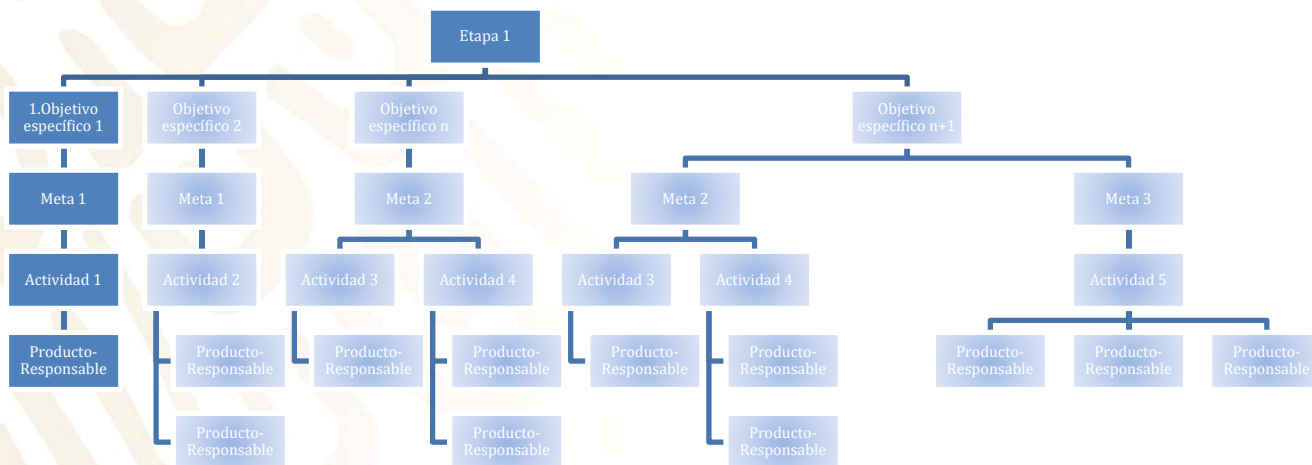 Etapa 1
1.Objetivo
específico 1
Objetivo
específico 2
Objetivo
específico n
Objetivo
específico n+1
Meta 1
Meta 1
Meta 2
Meta 2
Meta 3
Actividad 1
Actividad 2
Actividad 3
Actividad 4
Actividad 3
Actividad 4
Actividad 5
Producto-
Responsable
Producto-
Responsable
Producto-
Responsable
Producto-
Responsable
Producto-
Responsable
Producto-
Responsable
Producto-
Responsable
Producto-
Responsable
Producto-
Responsable
Producto-
Responsable
Producto-
Responsable
Producto-
Responsable